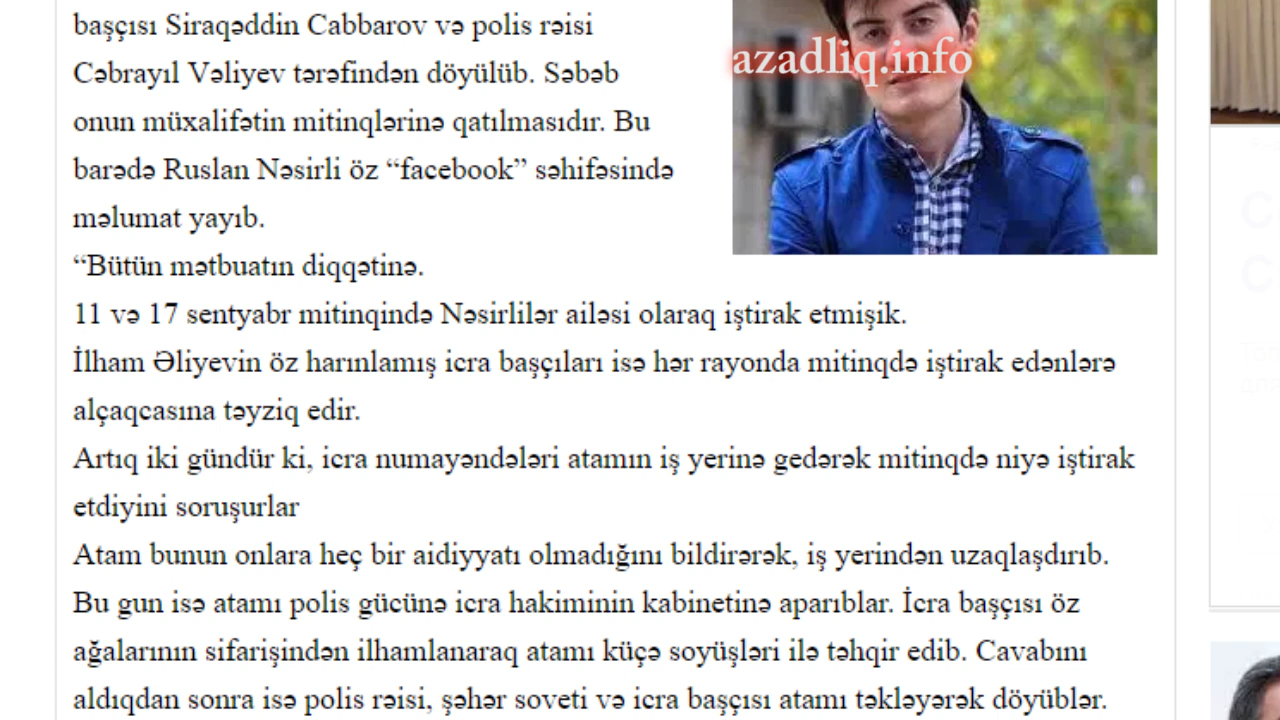 başçısı Siraqəddin Cabbarov və polis rəisi
Cəbrayıl Vəliyev tərəfindən döyülüb. Səbəb
onun müxalifətin mitinqlərinə qatılmasıdır. Bu
barədə Ruslan Nəsirli öz “facebook” səhifəsində
məlumat yayıb.
azadliq.info
“Bütün mətbuatın diqqətinə.
11 və 17 sentyabr mitinqində Nəsirlilər ailəsi olaraq iştirak etmişik.
İlham Əliyevin öz harınlamış icra başçıları isə hər rayonda mitinqdə iştirak edənlərə
alçaqcasına təyziq edir.
Artıq iki gündür ki, icra numayəndələri atamın iş yerinə gedərək mitinqdə niyə iştirak
etdiyini soruşurlar
Atam bunun onlara heç bir aidiyyatı olmadığını bildirərək, iş yerindən uzaqlaşdırıb.
Bu gun isə atamı polis gücünə icra hakiminin kabinetinə aparıblar. İcra başçısı öz
ağalarının sifarişindən ilhamlanaraq atamı küçə soyüşləri ilə təhqir edib. Cavabını
aldıqdan sonra isə polis rəisi, şəhər soveti və icra başçısı atamı təkləyərək döyüblər.